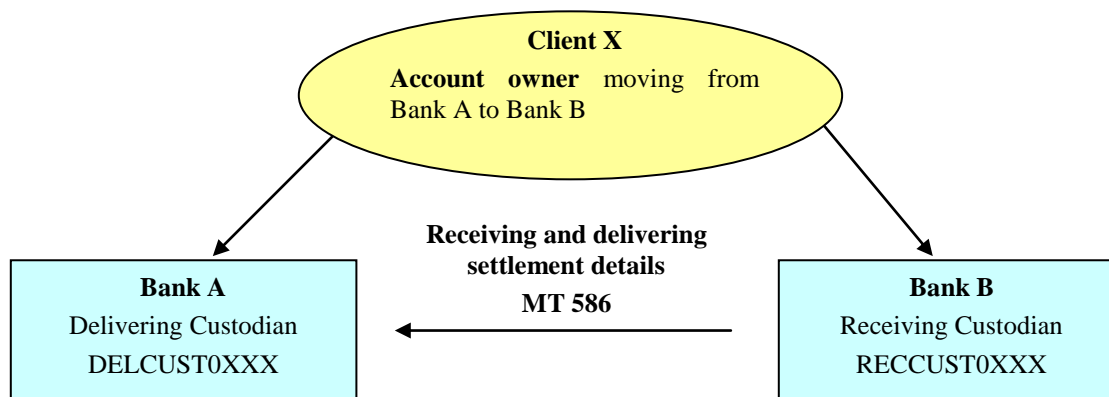 Client X
Account owner moving from
Bank A to Bank B
Receiving and delivering
settlement details
MT 586
Bank A
Delivering Custodian
DELCUST0XXX
Bank B
Receiving Custodian
RECCUST0XXX